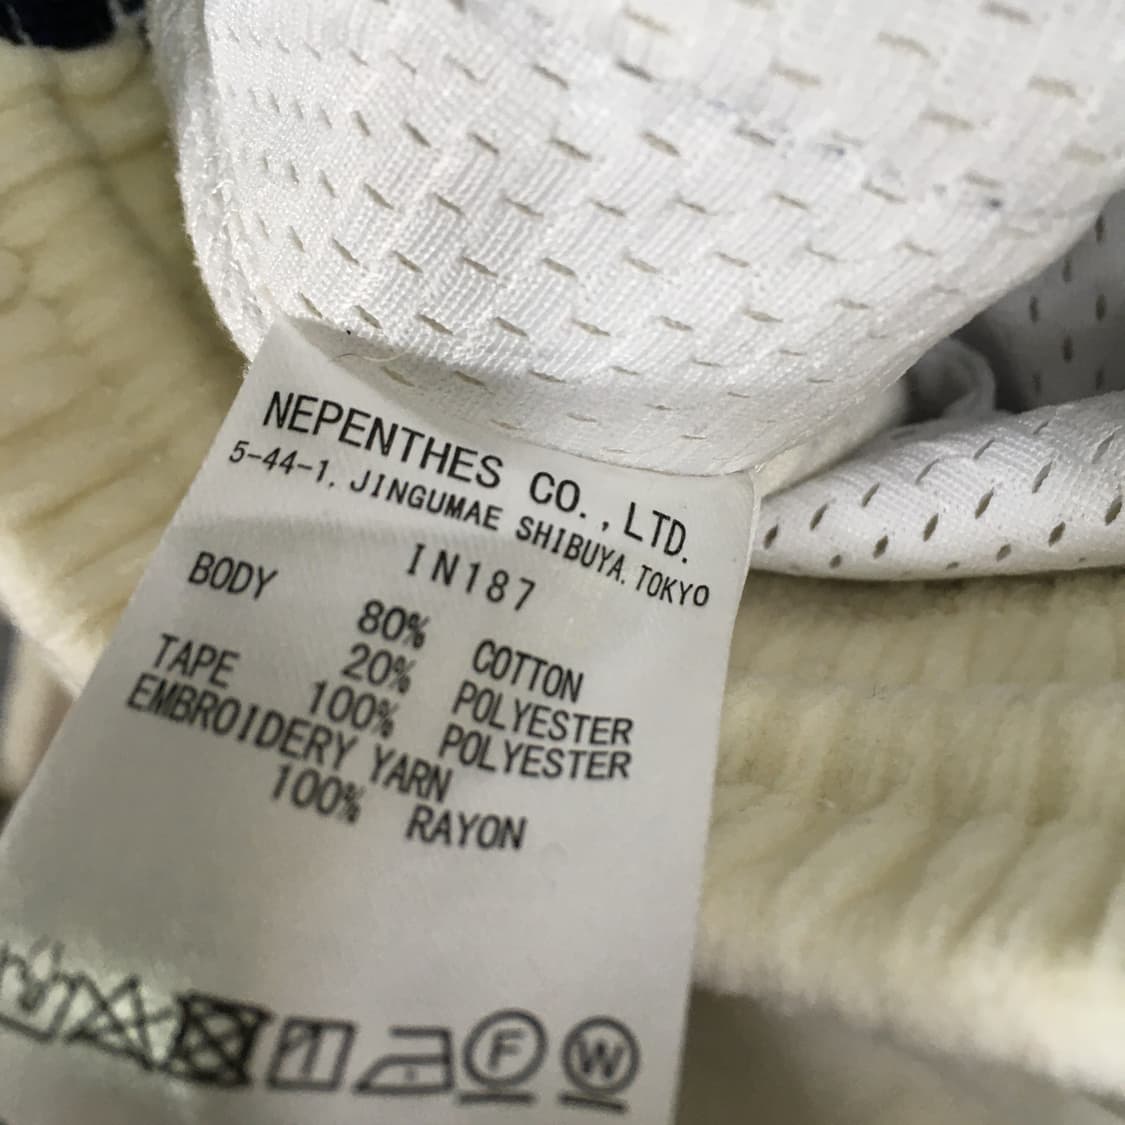 NEPENTHES CO., LTD.
5-44-1, JINGUMAE SHIBUYA, TOKYO
IN187
BODY
80% COTTON
20% POLYESTER
TAPE 100% POLYESTER
EMBROIDERY YARN
100% RAYON
F W